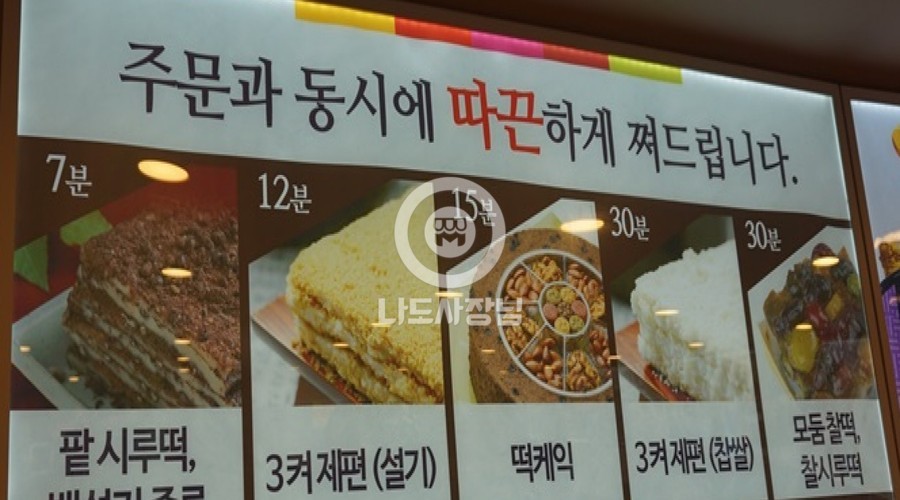 주문과 동시에 따끈하게 쪄드립니다.
7분
12분
15분
30분
30분
나도사장님
팥 시루떡,
3켜 제편 (설기)
떡케익
3켜 제편 (찹쌀)
모둠 찰떡,
찰시루떡